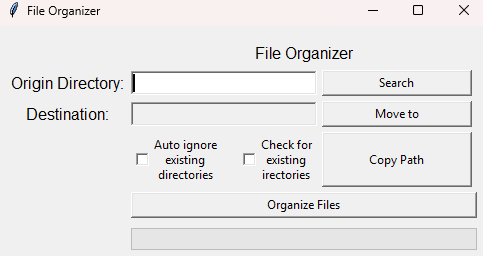 File Organizer
File Organizer
Origin Directory:
Search
Destination:
Move to
Auto ignore
existing
directories
Check for
existing
irectories
Copy Path
Organize Files